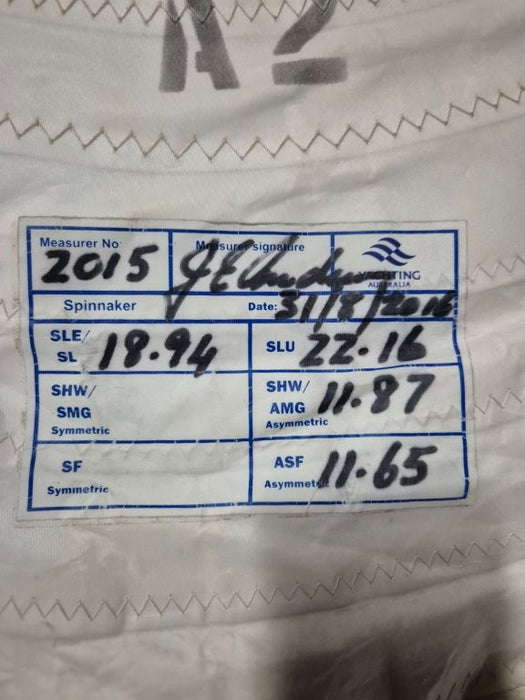 A2
Measurer No Measurer signature
2015
YACHTING
AUSTRALIA
Spinnaker Date: 31/8/2016
SLE/
SL 18.94 SLU 22.16
SHW/ SHW/
SMG AMG 11.87
Symmetric Asymmetric
SF ASF 11.65
Symmetric Asymmetric